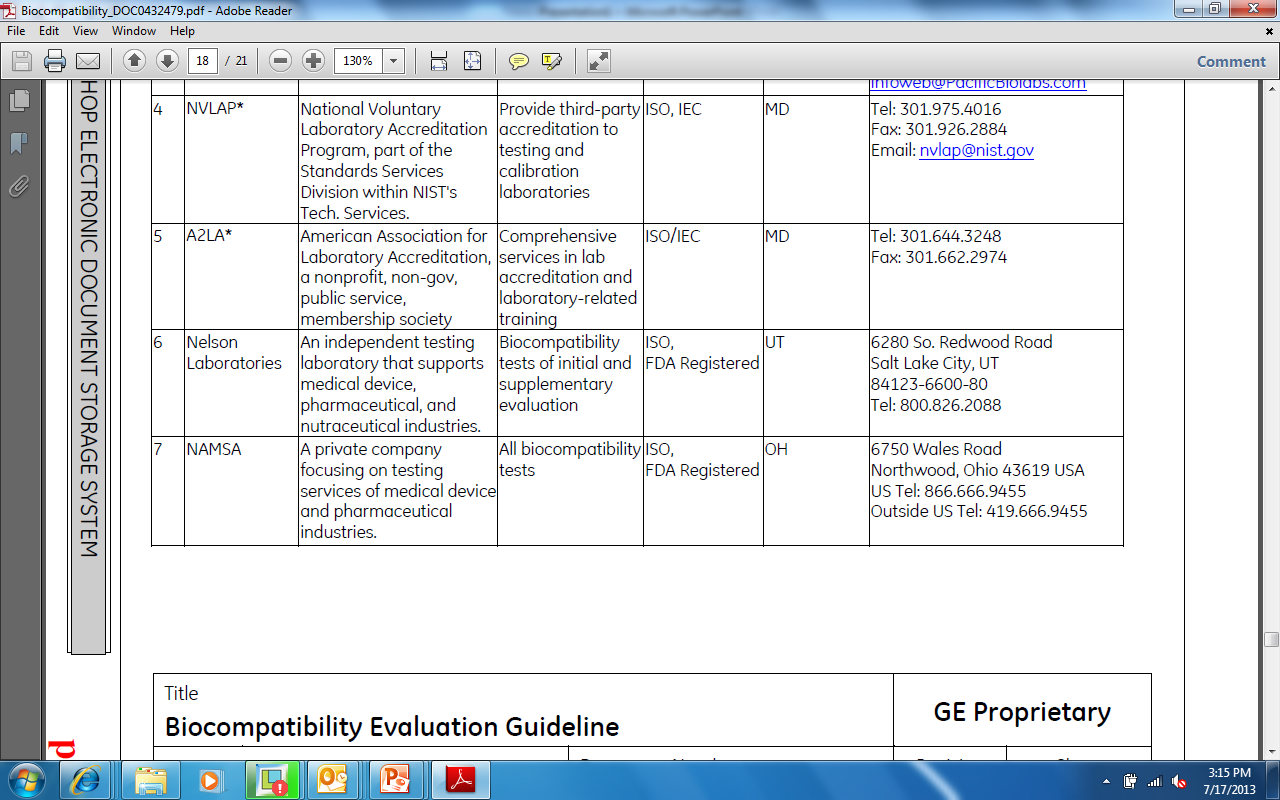 Biocompatibility_DOC0432479.pdf - Adobe Reader
File Edit View Window Help
18 / 21 130% Comment
HOP ELECTRONIC DOCUMENT STORAGE SYSTEM
infoweb@PacificBiolabs.com
4 NVLAP* National Voluntary Provide third-party ISO, IEC MD Tel: 301.975.4016
Laboratory Accreditation accreditation to Fax: 301.926.2884
Program, part of the testing and Email: nvlap@nist.gov
Standards Services calibration
Division within NIST's laboratories
Tech. Services.
5 A2LA* American Association for Comprehensive ISO/IEC MD Tel: 301.644.3248
Laboratory Accreditation, services in lab Fax: 301.662.2974
a nonprofit, non-gov, accreditation and
public service, laboratory-related
membership society training
6 Nelson An independent testing Biocompatibility ISO, UT 6280 So. Redwood Road
Laboratories laboratory that supports tests of initial and FDA Registered Salt Lake City, UT
medical device, supplementary 84123-6600-80
pharmaceutical, and evaluation Tel: 800.826.2088
nutraceutical industries.
7 NAMSA A private company All biocompatibility ISO, OH 6750 Wales Road
focusing on testing tests FDA Registered Northwood, Ohio 43619 USA
services of medical device US Tel: 866.666.9455
and pharmaceutical Outside US Tel: 419.666.9455
industries.
Title
Biocompatibility Evaluation Guideline GE Proprietary
3:15 PM
7/17/2013